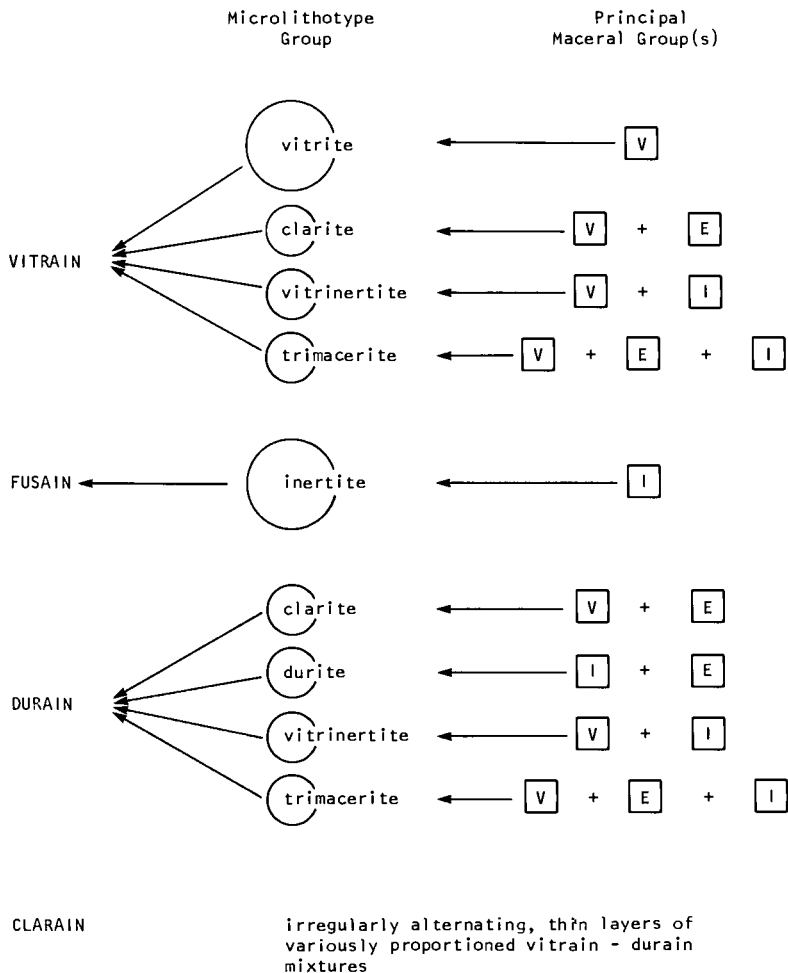 Microlithotype Group
Principal Maceral Group(s)
vitrite V
clarite V + E
VITRAIN
vitrinertite V + I
trimacerite V + E + I
FUSAIN inertite I
clarite V + E
durite I + E
DURAIN
vitrinertite V + I
trimacerite V + E + I
CLARAIN
irregularly alternating, thin layers of
variously proportioned vitrain - durain
mixtures